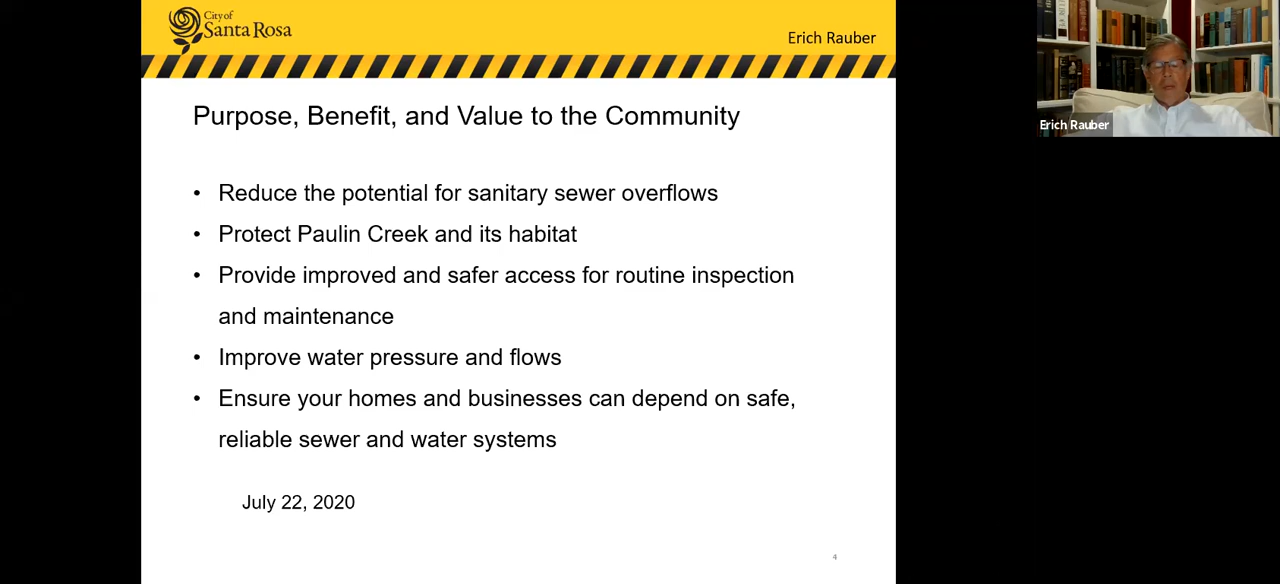 City of
Santa Rosa
Erich Rauber
Purpose, Benefit, and Value to the Community
• Reduce the potential for sanitary sewer overflows
• Protect Paulin Creek and its habitat
• Provide improved and safer access for routine inspection
and maintenance
• Improve water pressure and flows
• Ensure your homes and businesses can depend on safe,
reliable sewer and water systems
July 22, 2020
4
Erich Rauber